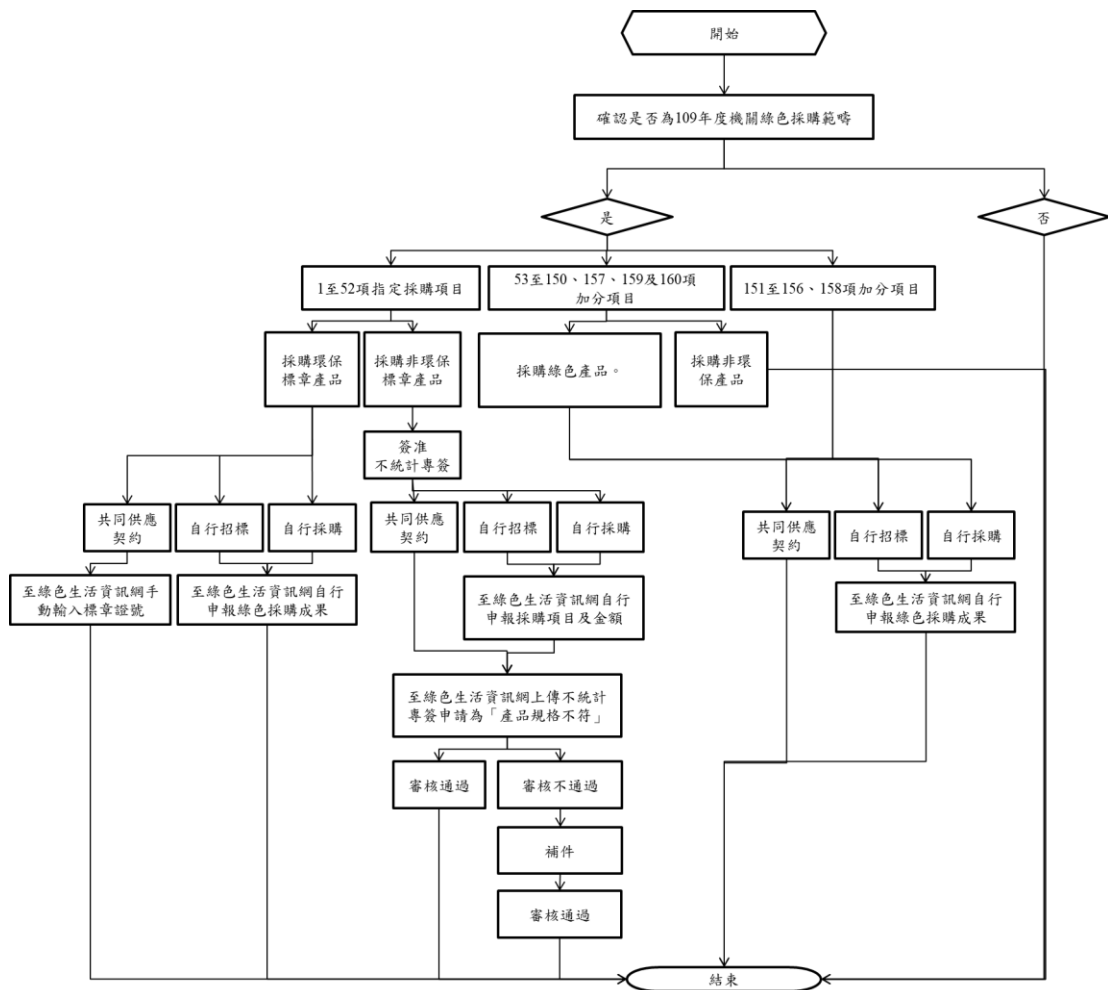 開始
確認是否為109年度機關綠色採購範疇
是
否
1至52項指定採購項目
53至150、157、159及160項
加分項目
151至156、158項加分項目
採購環保
標章產品
採購非環保
標章產品
採購綠色產品。
採購非環
保產品
簽准
不統計專簽
共同供應
契約
自行招標
自行採購
共同供應
契約
自行招標
自行採購
共同供應
契約
自行招標
自行採購
至綠色生活資訊網手
動輸入標章證號
至綠色生活資訊網自行
申報綠色採購成果
至綠色生活資訊網自行
申報採購項目及金額
至綠色生活資訊網自行
申報綠色採購成果
至綠色生活資訊網上傳不統計
專簽申請為「產品規格不符」
審核通過
審核不通過
補件
審核通過
結束